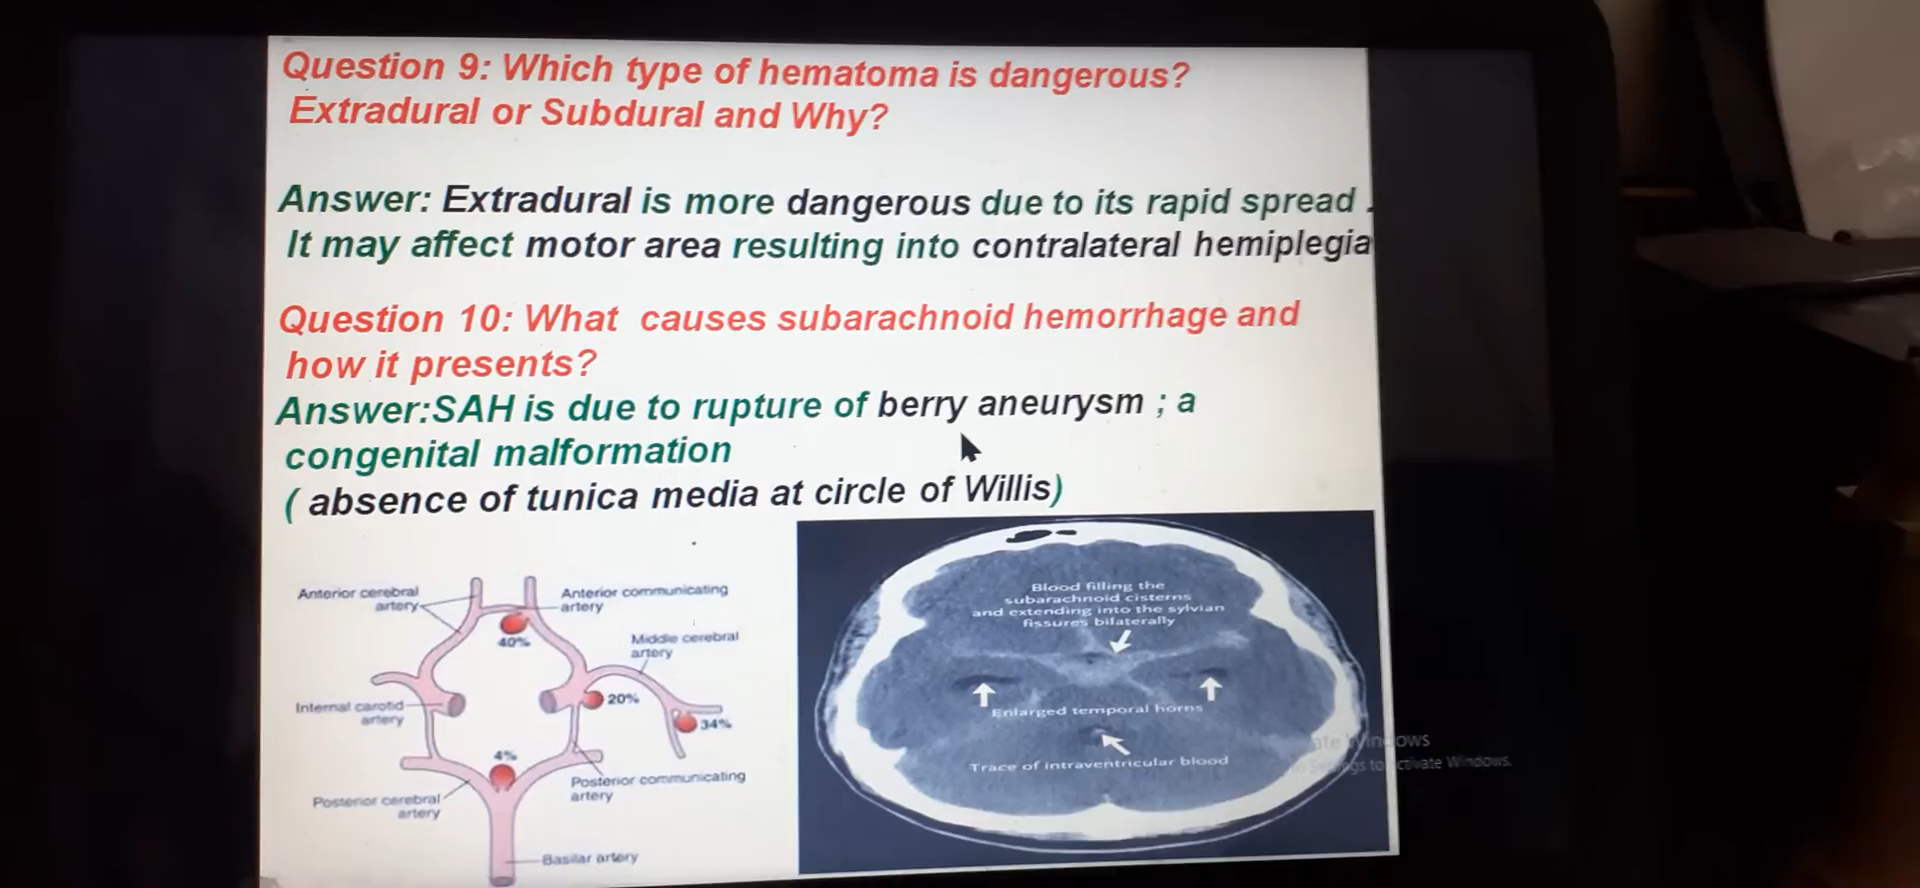 Question 9: Which type of hematoma is dangerous?
Extradural or Subdural and Why?
Answer: Extradural is more dangerous due to its rapid spread .
It may affect motor area resulting into contralateral hemiplegia
Question 10: What causes subarachnoid hemorrhage and
how it presents?
Answer:SAH is due to rupture of berry aneurysm ; a
congenital malformation
( absence of tunica media at circle of Willis)
Anterior cerebral
artery
Anterior communicating
artery
40%
Middle cerebral
artery
Internal carotid
artery
20%
34%
4%
Posterior communicating
artery
Posterior cerebral
artery
Basilar artery
Blood filling the
subarachnoid cisterns
and extending into the sylvian
fissures bilaterally
Enlarged temporal horns
Trace of intraventricular blood
Windows
to activate Windows.